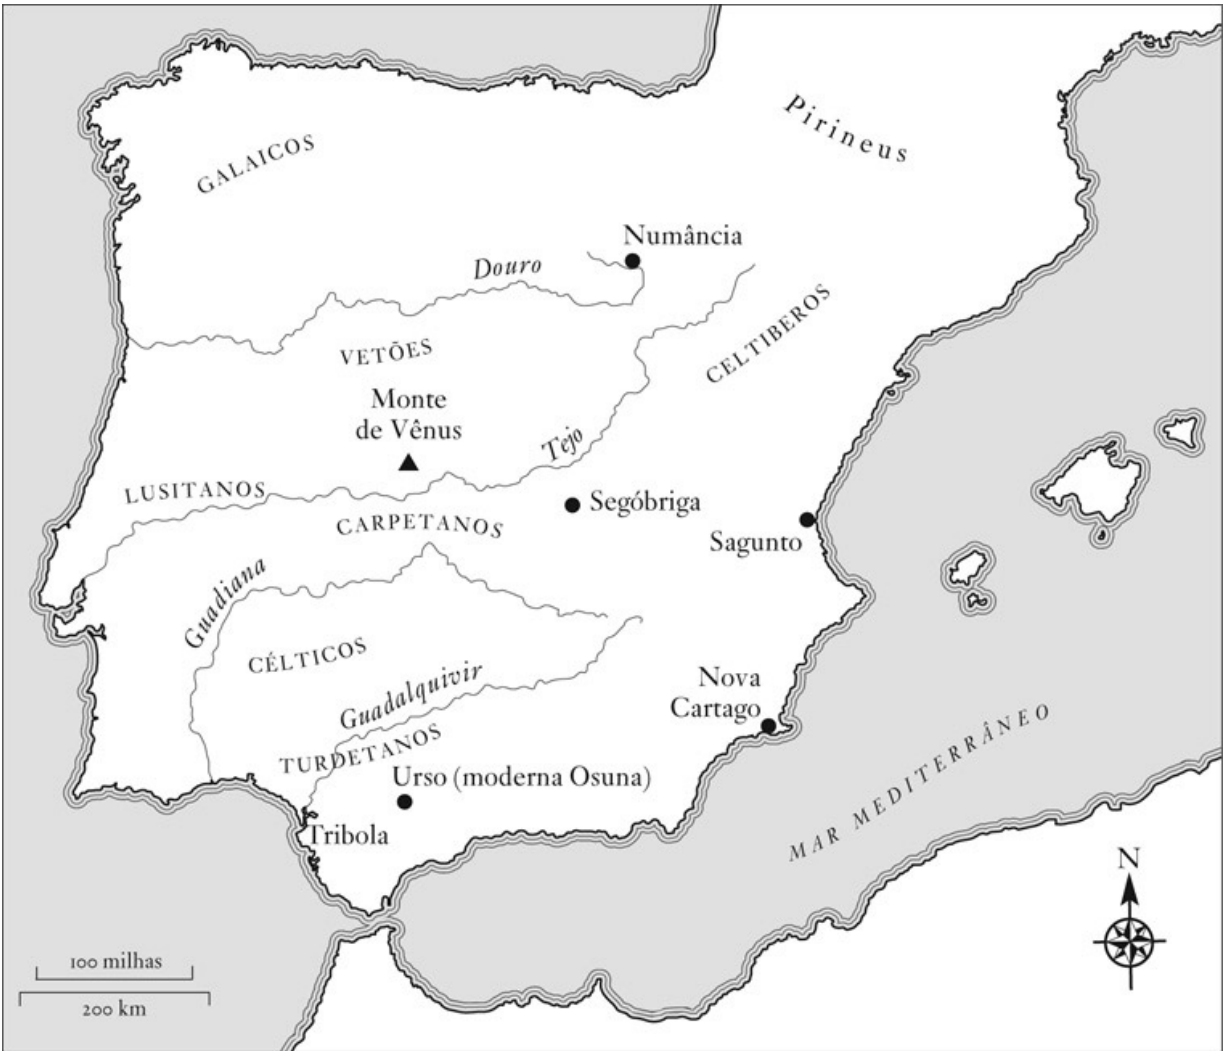 Pirineus
GALAICOS
Numância
Douro
CELTIBEROS
VETÕES
Monte
de Vênus
Tejo
LUSITANOS
Segóbriga
CARPETANOS
Sagunto
Guadiana
CÉLTICOS
Guadalquivir
Nova
Cartago
TURDETANOS
Urso (moderna Osuna)
Tribola
MAR MEDITERRÂNEO
N
100 milhas
200 km